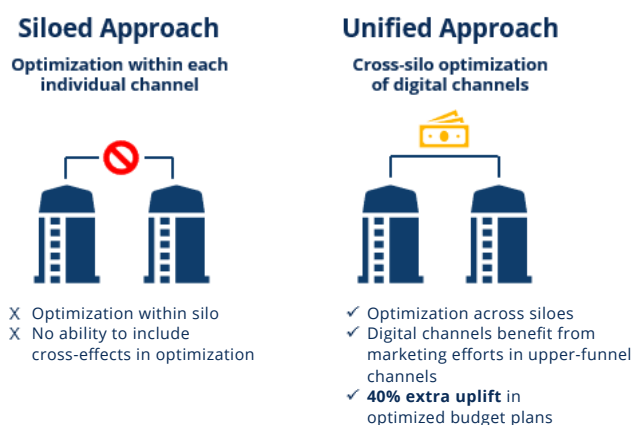 Siloed Approach
Optimization within each
individual channel
X Optimization within silo
X No ability to include
cross-effects in optimization
Unified Approach
Cross-silo optimization
of digital channels
✓ Optimization across siloes
✓ Digital channels benefit from
marketing efforts in upper-funnel
channels
✓ 40% extra uplift in
optimized budget plans